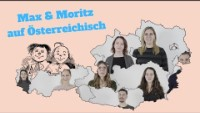 Max & Moritz
auf Österreichisch